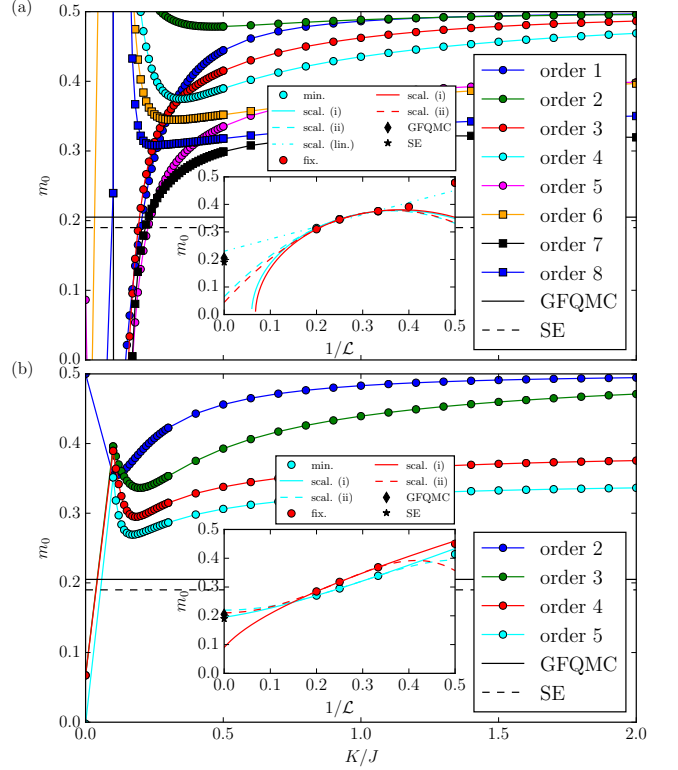 (a)
0.5
0.4
0.3
0.2
0.1
0.0
m₀
min.
scal. (i)
scal. (ii)
scal. (lin.)
fix.
scal. (i)
scal. (ii)
GFQMC
SE
0.5
0.4
0.3
0.2
0.1
0.0
m₀
0.0 0.1 0.2 0.3 0.4 0.5
1/ℒ
order 1
order 2
order 3
order 4
order 5
order 6
order 7
order 8
GFQMC
SE
(b)
0.5
0.4
0.3
0.2
0.1
0.0
m₀
min.
scal. (i)
scal. (ii)
fix.
scal. (i)
scal. (ii)
GFQMC
SE
0.5
0.4
0.3
0.2
0.1
0.0
m₀
0.0 0.1 0.2 0.3 0.4 0.5
1/ℒ
order 2
order 3
order 4
order 5
GFQMC
SE
0.0 0.5 1.0 1.5 2.0
K/J